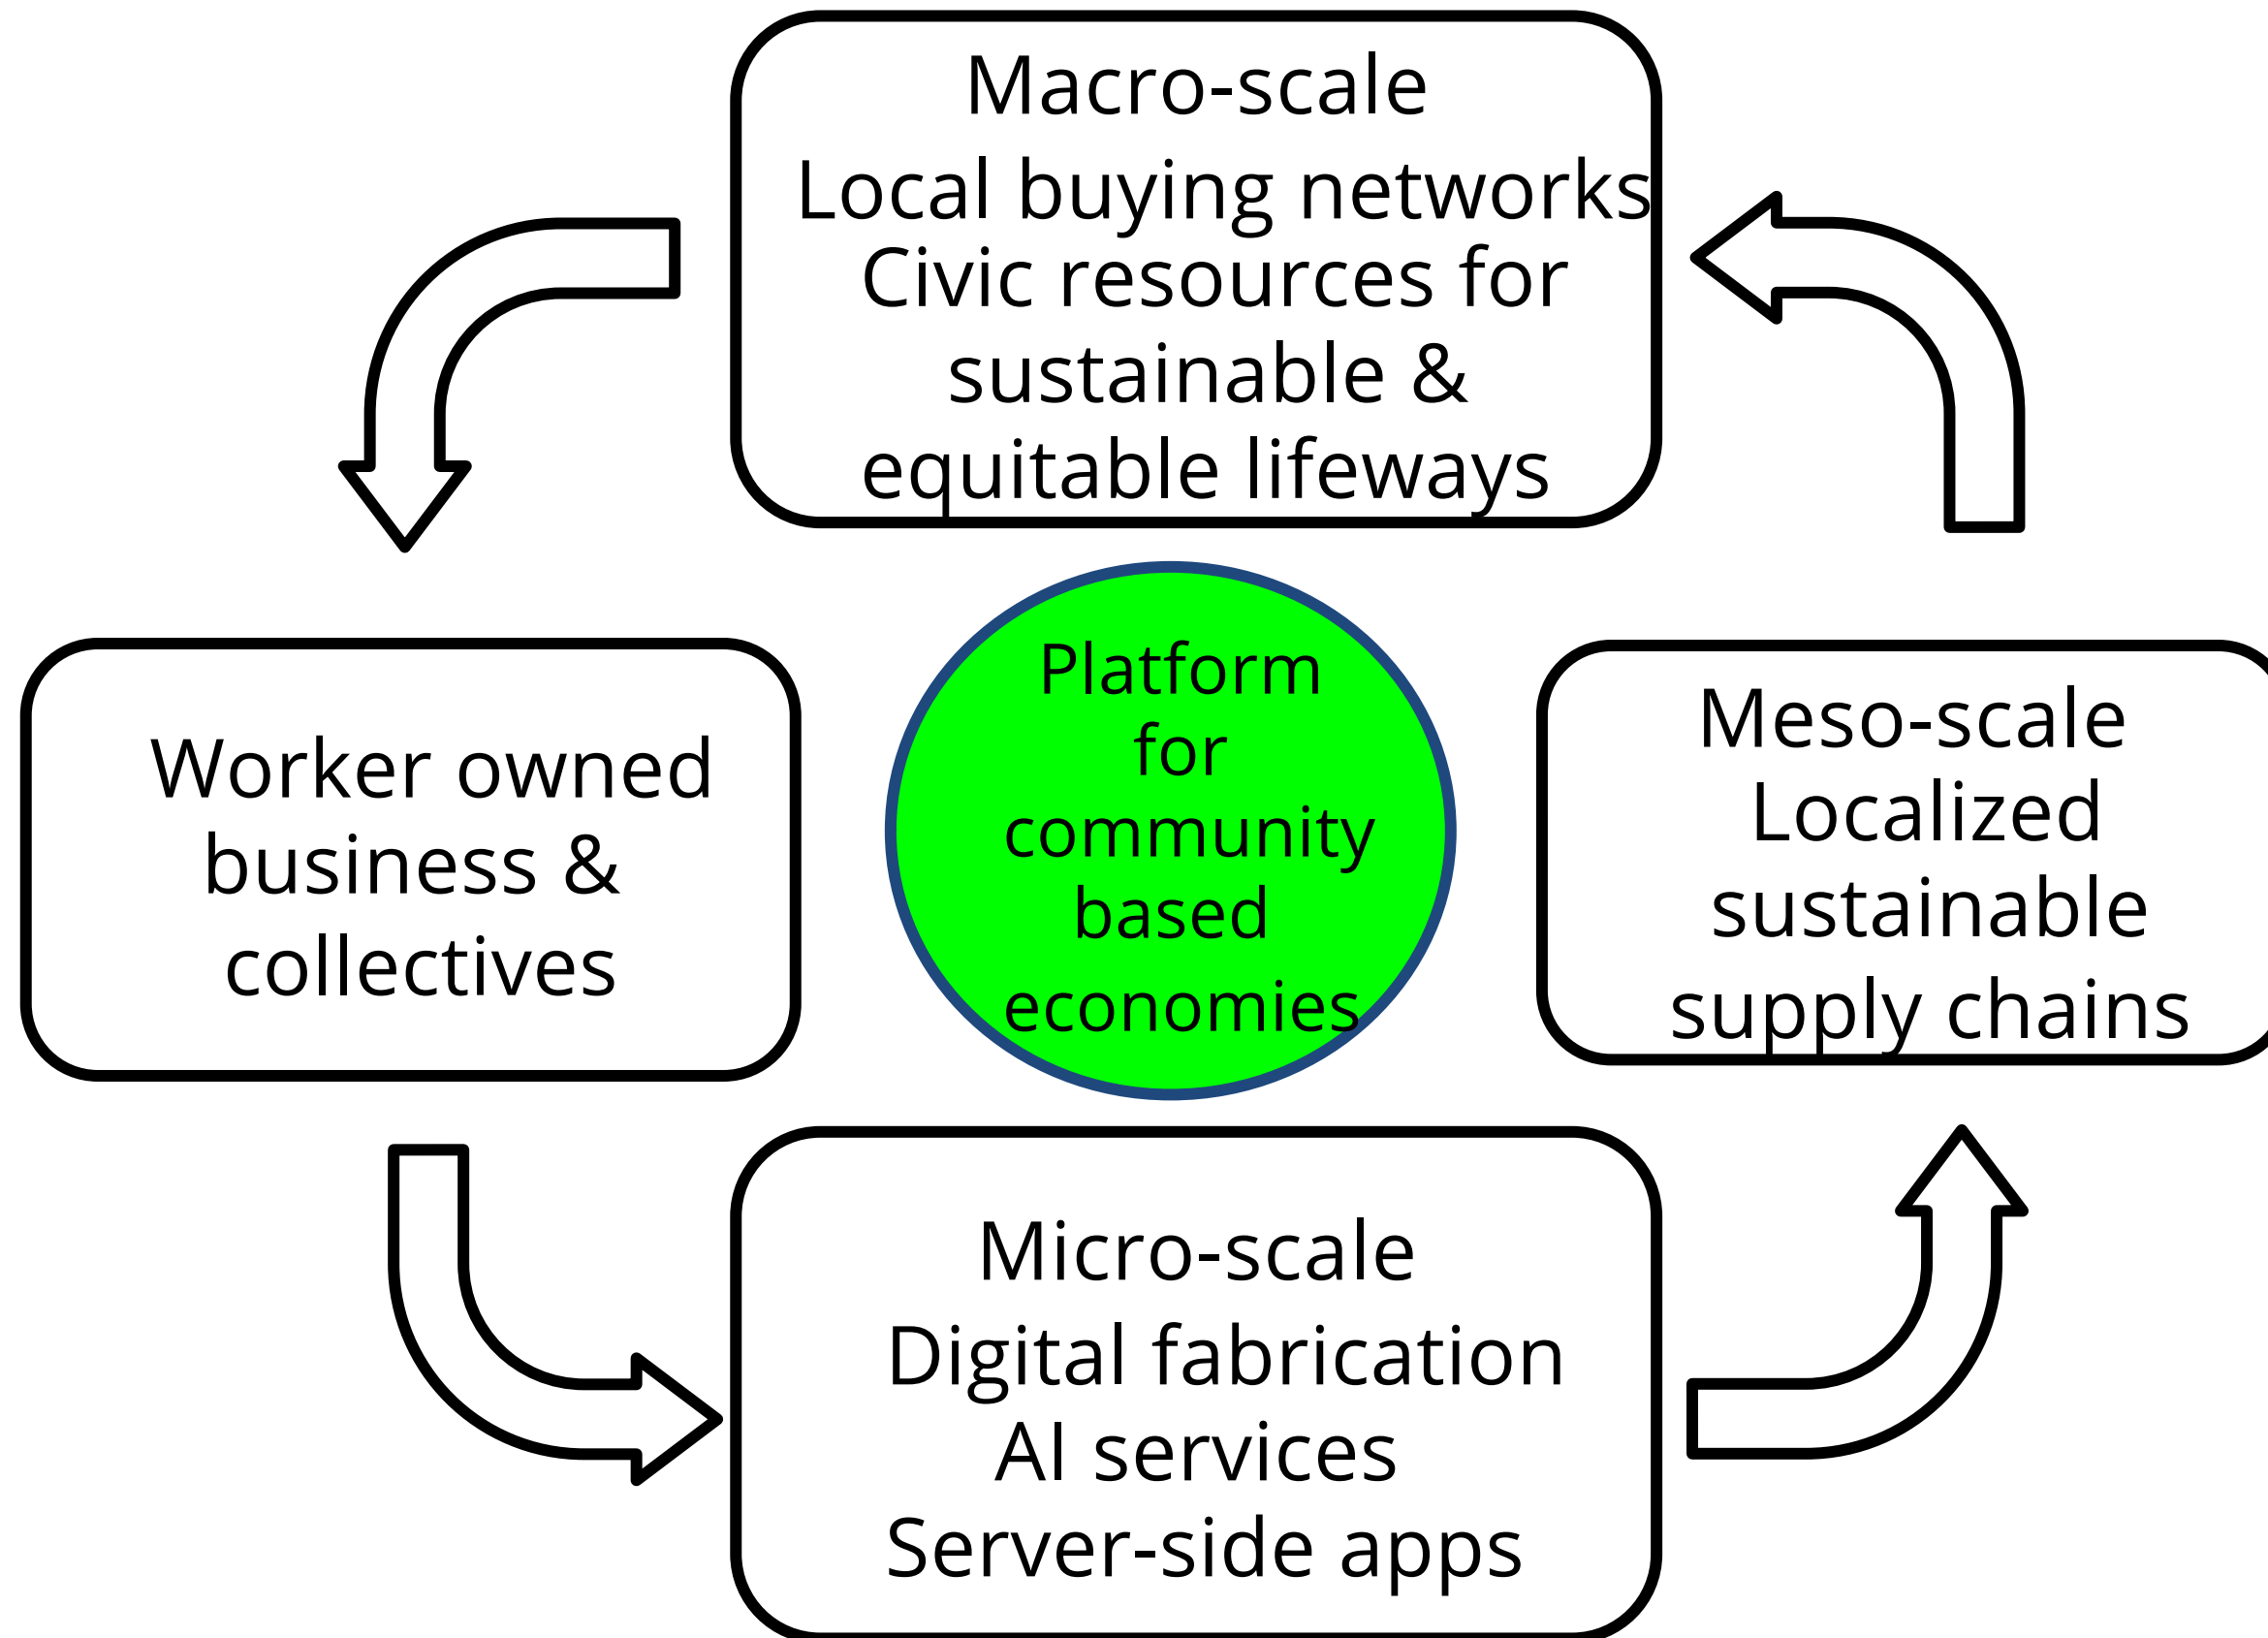 Macro-scale
Local buying networks
Civic resources for
sustainable &
equitable lifeways
Worker owned
business &
collectives
Platform
for
community
based
economies
Meso-scale
Localized
sustainable
supply chains
Micro-scale
Digital fabrication
AI services
Server-side apps